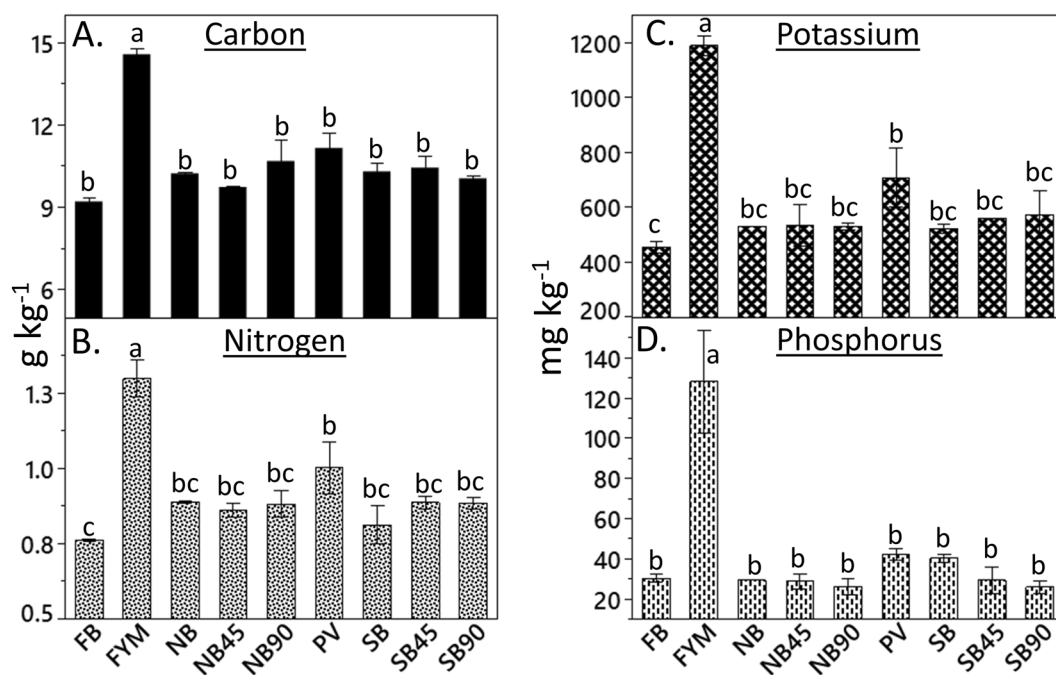 A. Carbon
a
b b b b b b b b
15
12
9
6
g kg-1
B. Nitrogen
a
c bc bc bc b bc bc bc
1.3
1.0
0.8
0.5
FB FYM NB NB45 NB90 PV SB SB45 SB90
C. Potassium
a
c bc bc bc b bc bc bc
1200
1000
800
600
400
200
mg kg-1
D. Phosphorus
a
b b b b b b b b
140
120
100
80
60
40
20
FB FYM NB NB45 NB90 PV SB SB45 SB90